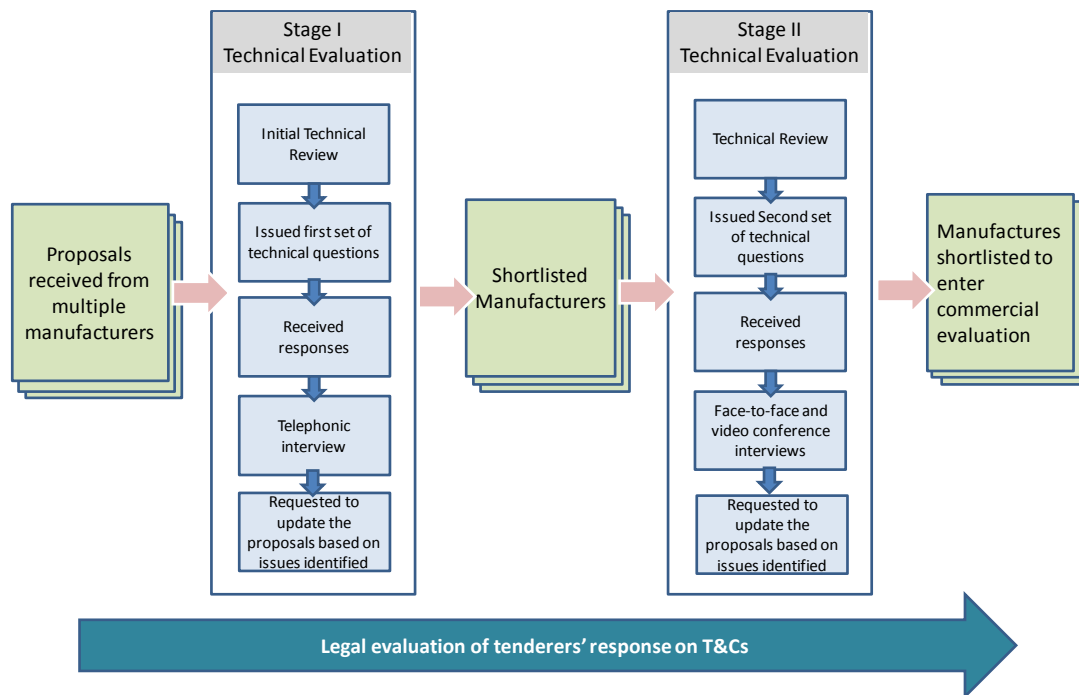 Proposals
received from
multiple
manufacturers
Stage I
Technical Evaluation
Initial Technical
Review
Issued first set of
technical questions
Received
responses
Telephonic
interview
Requested to
update the
proposals based on
issues identified
Shortlisted
Manufacturers
Stage II
Technical Evaluation
Technical Review
Issued Second set
of technical
questions
Received
responses
Face-to-face and
video conference
interviews
Requested to
update the
proposals based on
issues identified
Manufactures
shortlisted to
enter
commercial
evaluation
Legal evaluation of tenderers’ response on T&Cs